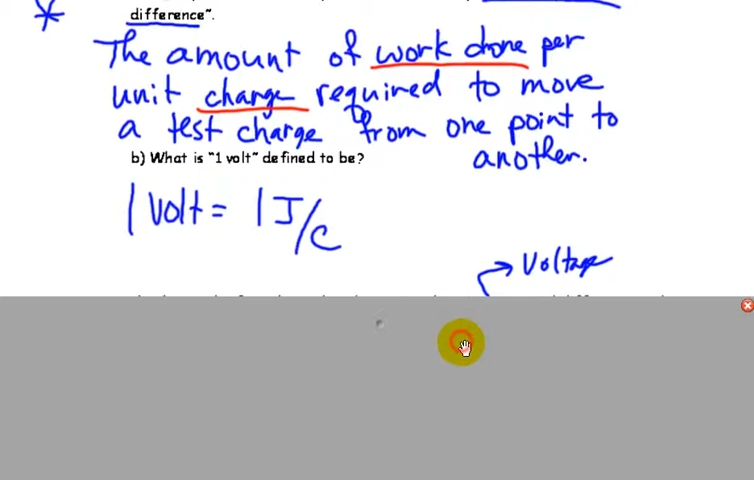 difference".
The amount of work done per
unit charge required to move
a test charge from one point to
another.
b) What is "1 volt" defined to be?
1 Volt = 1 J/C
→ Voltage